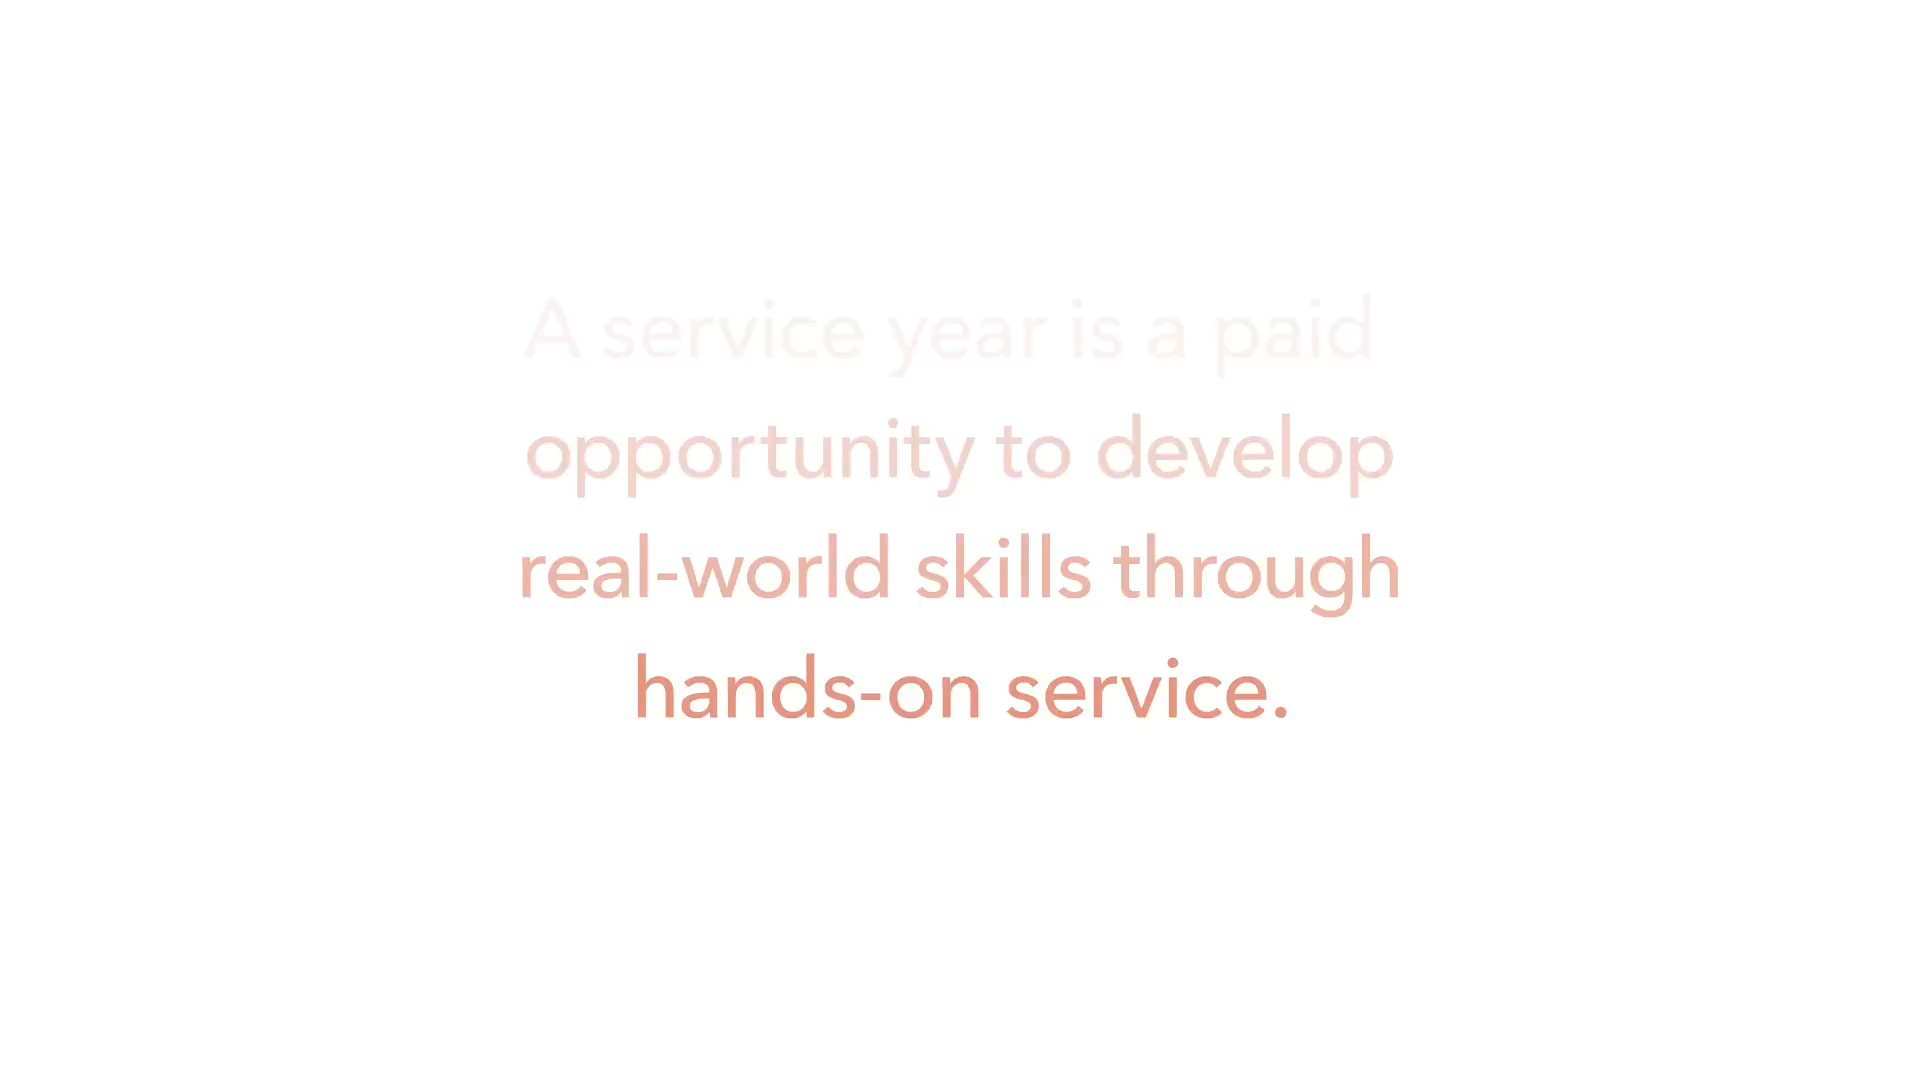 A service year is a paid
opportunity to develop
real-world skills through
hands-on service.